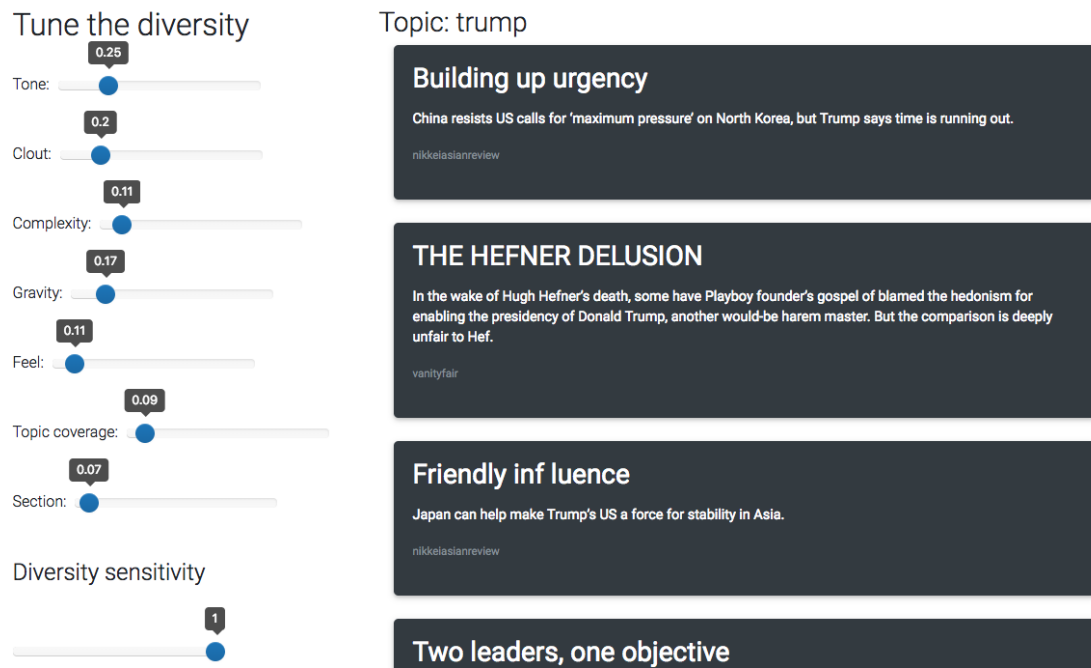 Tune the diversity
0.25
Tone:
0.2
Clout:
0.11
Complexity:
0.17
Gravity:
0.11
Feel:
0.09
Topic coverage:
0.07
Section:
Diversity sensitivity
1
Topic: trump
Building up urgency
China resists US calls for ‘maximum pressure’ on North Korea, but Trump says time is running out.
nikkeiasianreview
THE HEFNER DELUSION
In the wake of Hugh Hefner’s death, some have Playboy founder’s gospel of blamed the hedonism for
enabling the presidency of Donald Trump, another would-be harem master. But the comparison is deeply
unfair to Hef.
vanityfair
Friendly inf luence
Japan can help make Trump’s US a force for stability in Asia.
nikkeiasianreview
Two leaders, one objective